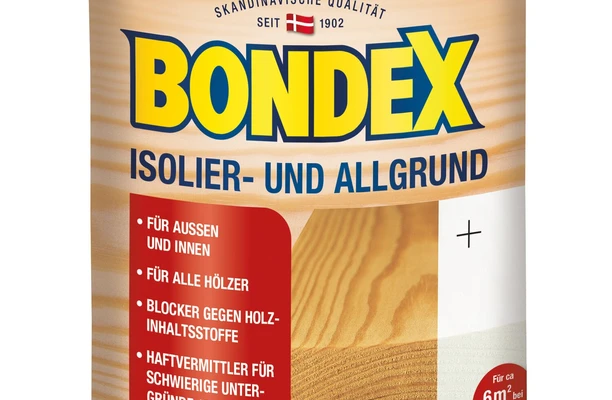 SKANDINAVISCHE QUALITÄT
SEIT 1902
BONDEX
ISOLIER- UND ALLGRUND
• FÜR AUSSEN
UND INNEN
• FÜR ALLE HÖLZER
• BLOCKER GEGEN HOLZ-
INHALTSSTOFFE
• HAFTVERMITTLER FÜR
SCHWIERIGE UNTER-
GRÜNDE
Für ca
6m² bei